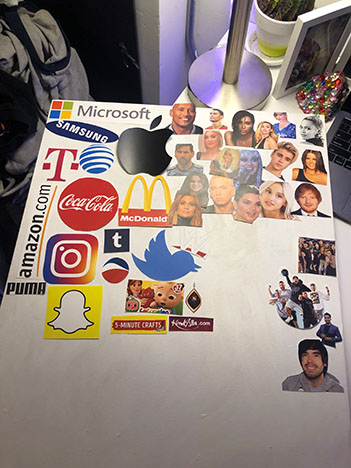 Microsoft
SAMSUNG
T
Coca-Cola
M
McDonald
amazon.com
t
PUMA
5-MINUTE CRAFTS